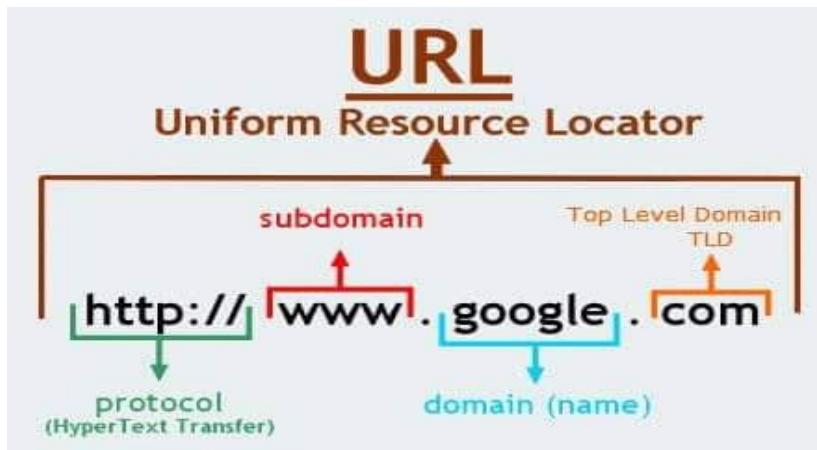 URL
Uniform Resource Locator
subdomain
Top Level Domain
TLD
http:// www . google . com
protocol
(HyperText Transfer)
domain (name)